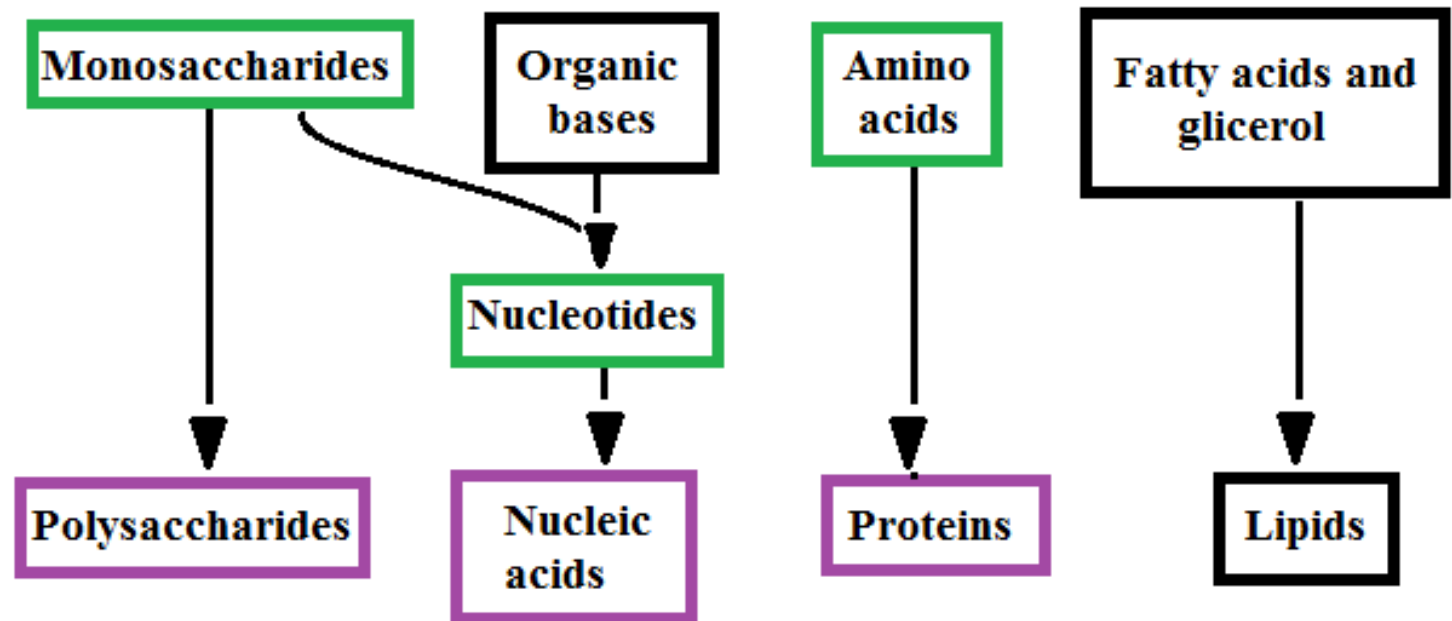 Monosaccharides
Organic
bases
Amino
acids
Fatty acids and
glicerol
Nucleotides
Polysaccharides
Nucleic
acids
Proteins
Lipids